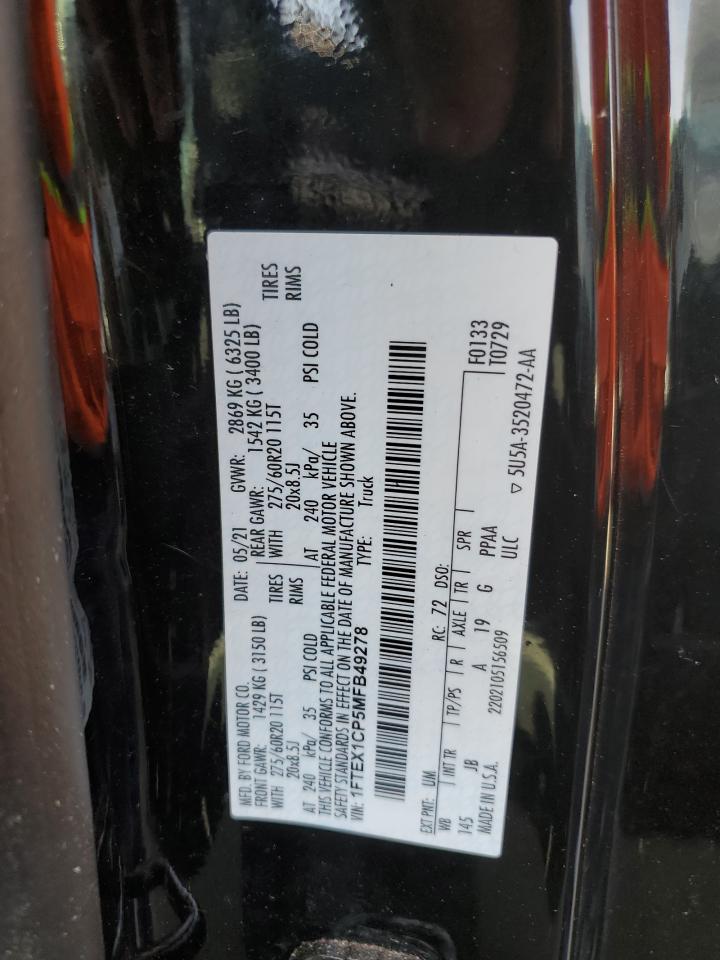 MFD. BY FORD MOTOR CO.
DATE: 05/21 GVWR: 2869 KG ( 6325 LB)
FRONT GAWR: 1429 KG ( 3150 LB)
REAR GAWR: 1542 KG ( 3400 LB)
WITH 275/60R20 115T TIRES
WITH 275/60R20 115T TIRES
20x8.5J RIMS
20x8.5J RIMS
AT 240 kPa/ 35 PSI COLD
AT 240 kPa/ 35 PSI COLD
THIS VEHICLE CONFORMS TO ALL APPLICABLE FEDERAL MOTOR VEHICLE
SAFETY STANDARDS IN EFFECT ON THE DATE OF MANUFACTURE SHOWN ABOVE.
VIN: 1FTEX1CP5MFB49278 TYPE: Truck
EXT PNT: UM RC: 72 DSO:
WB INT TR TP/PS R AXLE TR SPR F0133
145 JB A 19 G PPAA T0729
MADE IN U.S.A. 2202105156509 ULC ▽ 5U5A-3520472-AA